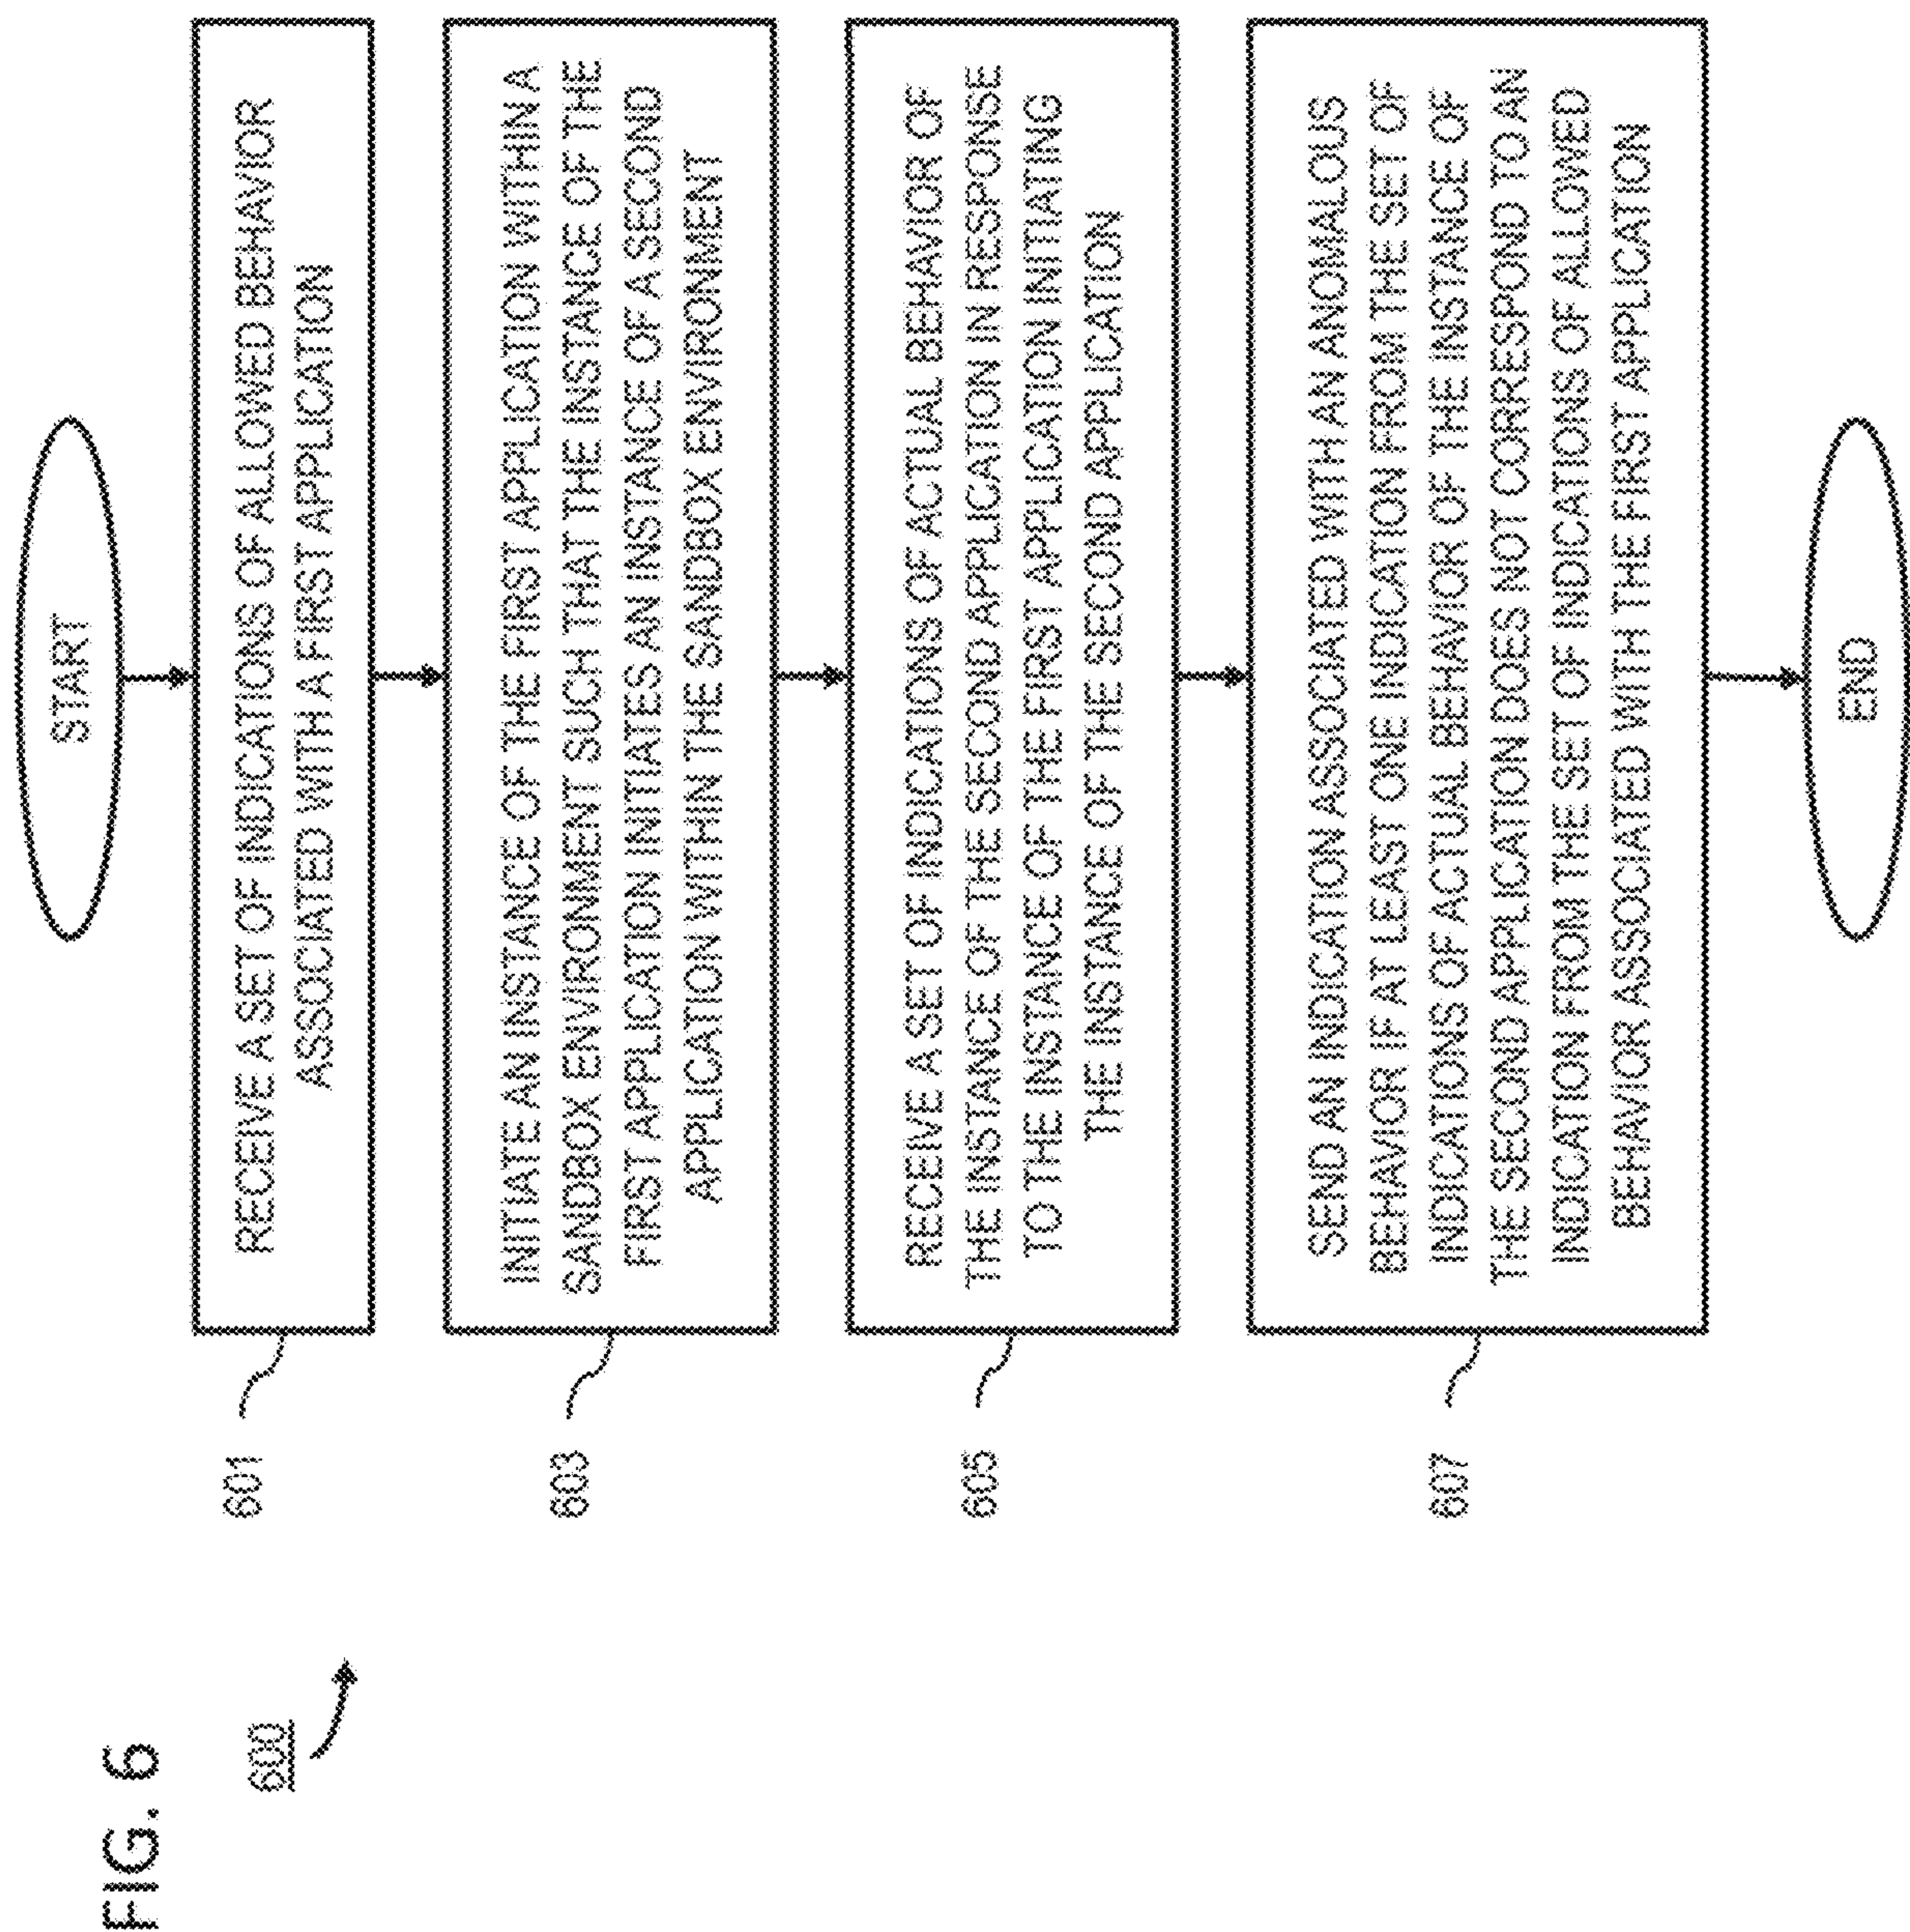 FIG. 6
600
START
601
RECEIVE A SET OF INDICATIONS OF ALLOWED BEHAVIOR
ASSOCIATED WITH A FIRST APPLICATION
603
INITIATE AN INSTANCE OF THE FIRST APPLICATION WITHIN A
SANDBOX ENVIRONMENT SUCH THAT THE INSTANCE OF THE
FIRST APPLICATION INITIATES AN INSTANCE OF A SECOND
APPLICATION WITHIN THE SANDBOX ENVIRONMENT
605
RECEIVE A SET OF INDICATIONS OF ACTUAL BEHAVIOR OF
THE INSTANCE OF THE SECOND APPLICATION IN RESPONSE
TO THE INSTANCE OF THE FIRST APPLICATION INITIATING
THE INSTANCE OF THE SECOND APPLICATION
607
SEND AN INDICATION ASSOCIATED WITH AN ANOMALOUS
BEHAVIOR IF AT LEAST ONE INDICATION FROM THE SET OF
INDICATIONS OF ACTUAL BEHAVIOR OF THE INSTANCE OF
THE SECOND APPLICATION DOES NOT CORRESPOND TO AN
INDICATION FROM THE SET OF INDICATIONS OF ALLOWED
BEHAVIOR ASSOCIATED WITH THE FIRST APPLICATION
END